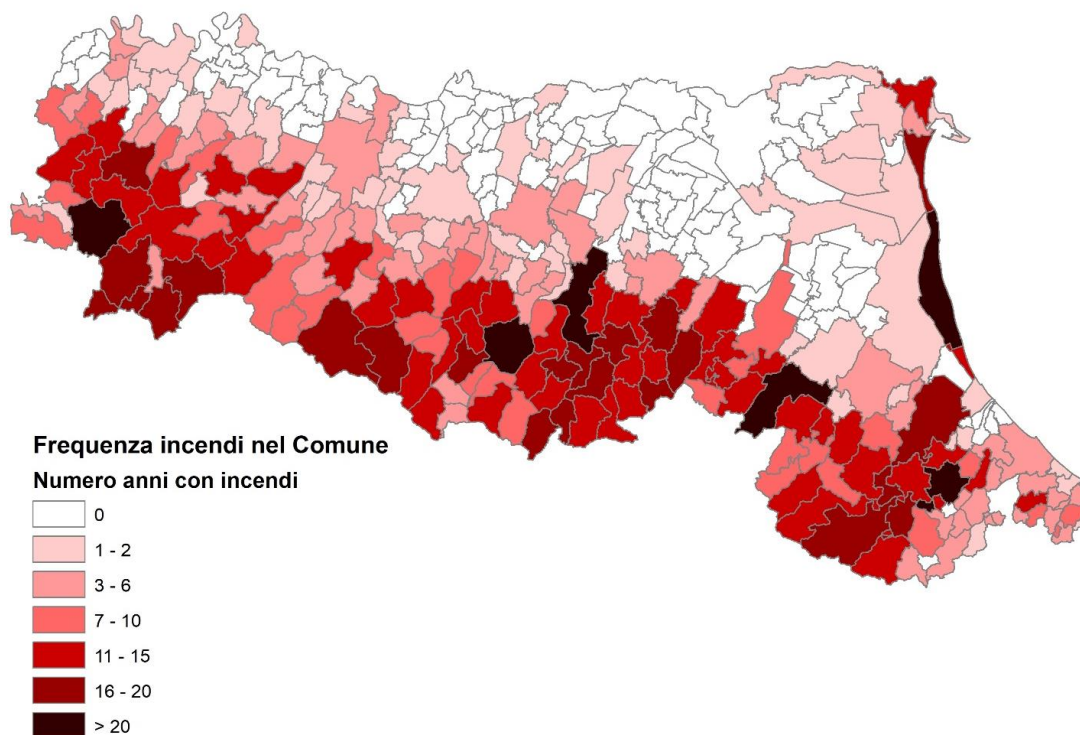 Frequenza incendi nel Comune
Numero anni con incendi
0
1 - 2
3 - 6
7 - 10
11 - 15
16 - 20
> 20